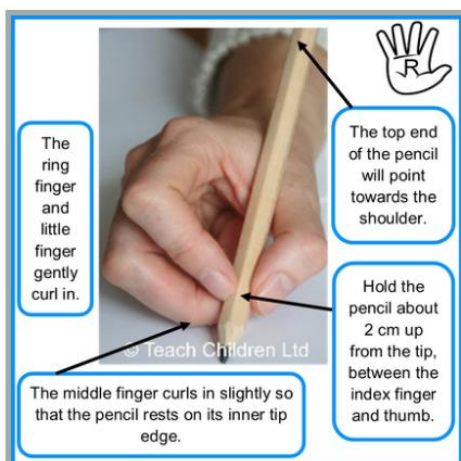 R
The
ring
finger
and
little
finger
gently
curl in.
The top end
of the pencil
will point
towards the
shoulder.
Hold the
pencil about
2 cm up
from the tip,
between the
index finger
and thumb.
© Teach Children Ltd
The middle finger curls in slightly so
that the pencil rests on its inner tip
edge.